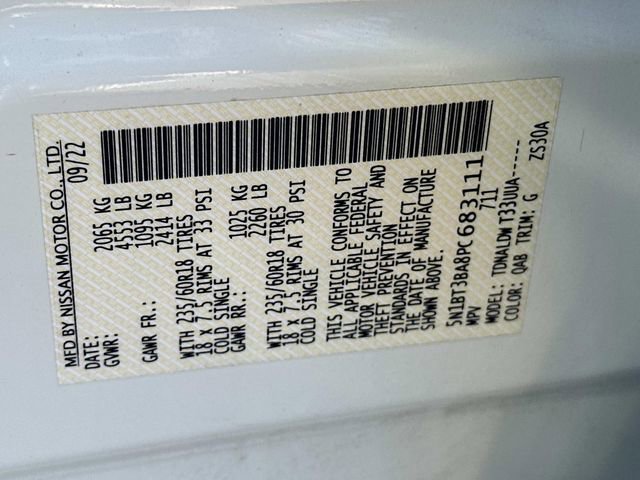 MFD BY NISSAN MOTOR CO., LTD.
DATE: 09/22
GVWR: 2065 KG
4553 LB
GAWR FR.: 1095 KG
2414 LB
WITH 235/60R18 TIRES
18 X 7.5 RIMS AT 33 PSI
COLD SINGLE
GAWR RR.: 1025 KG
2260 LB
WITH 235/60R18 TIRES
18 X 7.5 RIMS AT 30 PSI
COLD SINGLE
THIS VEHICLE CONFORMS TO
ALL APPLICABLE FEDERAL
MOTOR VEHICLE SAFETY AND
THEFT PREVENTION
STANDARDS IN EFFECT ON
THE DATE OF MANUFACTURE
SHOWN ABOVE.
5N1BT3BA8PC683111
MPV 711
MODEL: TDNALDW T33UUA-----
COLOR: QAB TRIM: G ZS30A